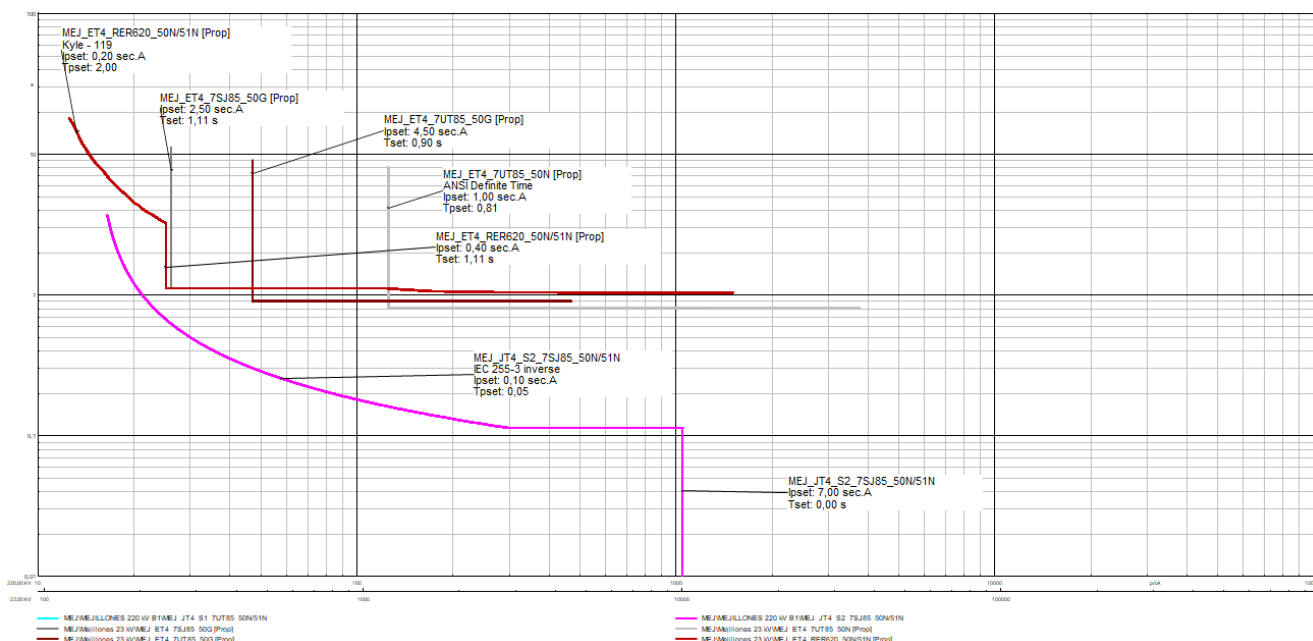 100
MEJ_ET4_RER620_50N/51N [Prop]
Kyle - 119
Ipset: 0,20 sec.A
Tpset: 2,00
MEJ_ET4_7SJ85_50G [Prop]
Ipset: 2,50 sec.A
Tset: 1,11 s
MEJ_ET4_7UT85_50G [Prop]
Ipset: 4,50 sec.A
Tset: 0,90 s
10
MEJ_ET4_7UT85_50N [Prop]
ANSI Definite Time
Ipset: 1,00 sec.A
Tpset: 0,81
MEJ_ET4_RER620_50N/51N [Prop]
Ipset: 0,40 sec.A
Tset: 1,11 s
1
MEJ_JT4_S2_7SJ85_50N/51N
IEC 255-3 inverse
Ipset: 0,10 sec.A
Tpset: 0,05
0,1
MEJ_JT4_S2_7SJ85_50N/51N
Ipset: 7,00 sec.A
Tset: 0,00 s
0,01
220,00 kV 10 100 1000 10000 pri.A
23,00 kV 100 1000 10000 100000
MEJ\MEJILLONES 220 kV B1\MEJ_JT4_S1_7UT85_50N/51N
MEJ\MEJILLONES 220 kV B1\MEJ_JT4_S2_7SJ85_50N/51N
MEJ\Mejillones 23 kV\MEJ_ET4_7SJ85_50G [Prop]
MEJ\Mejillones 23 kV\MEJ_ET4_7UT85_50N [Prop]
MEJ\Mejillones 23 kV\MEJ_ET4_7UT85_50G [Prop]
MEJ\Mejillones 23 kV\MEJ_ET4_RER620_50N/51N [Prop]